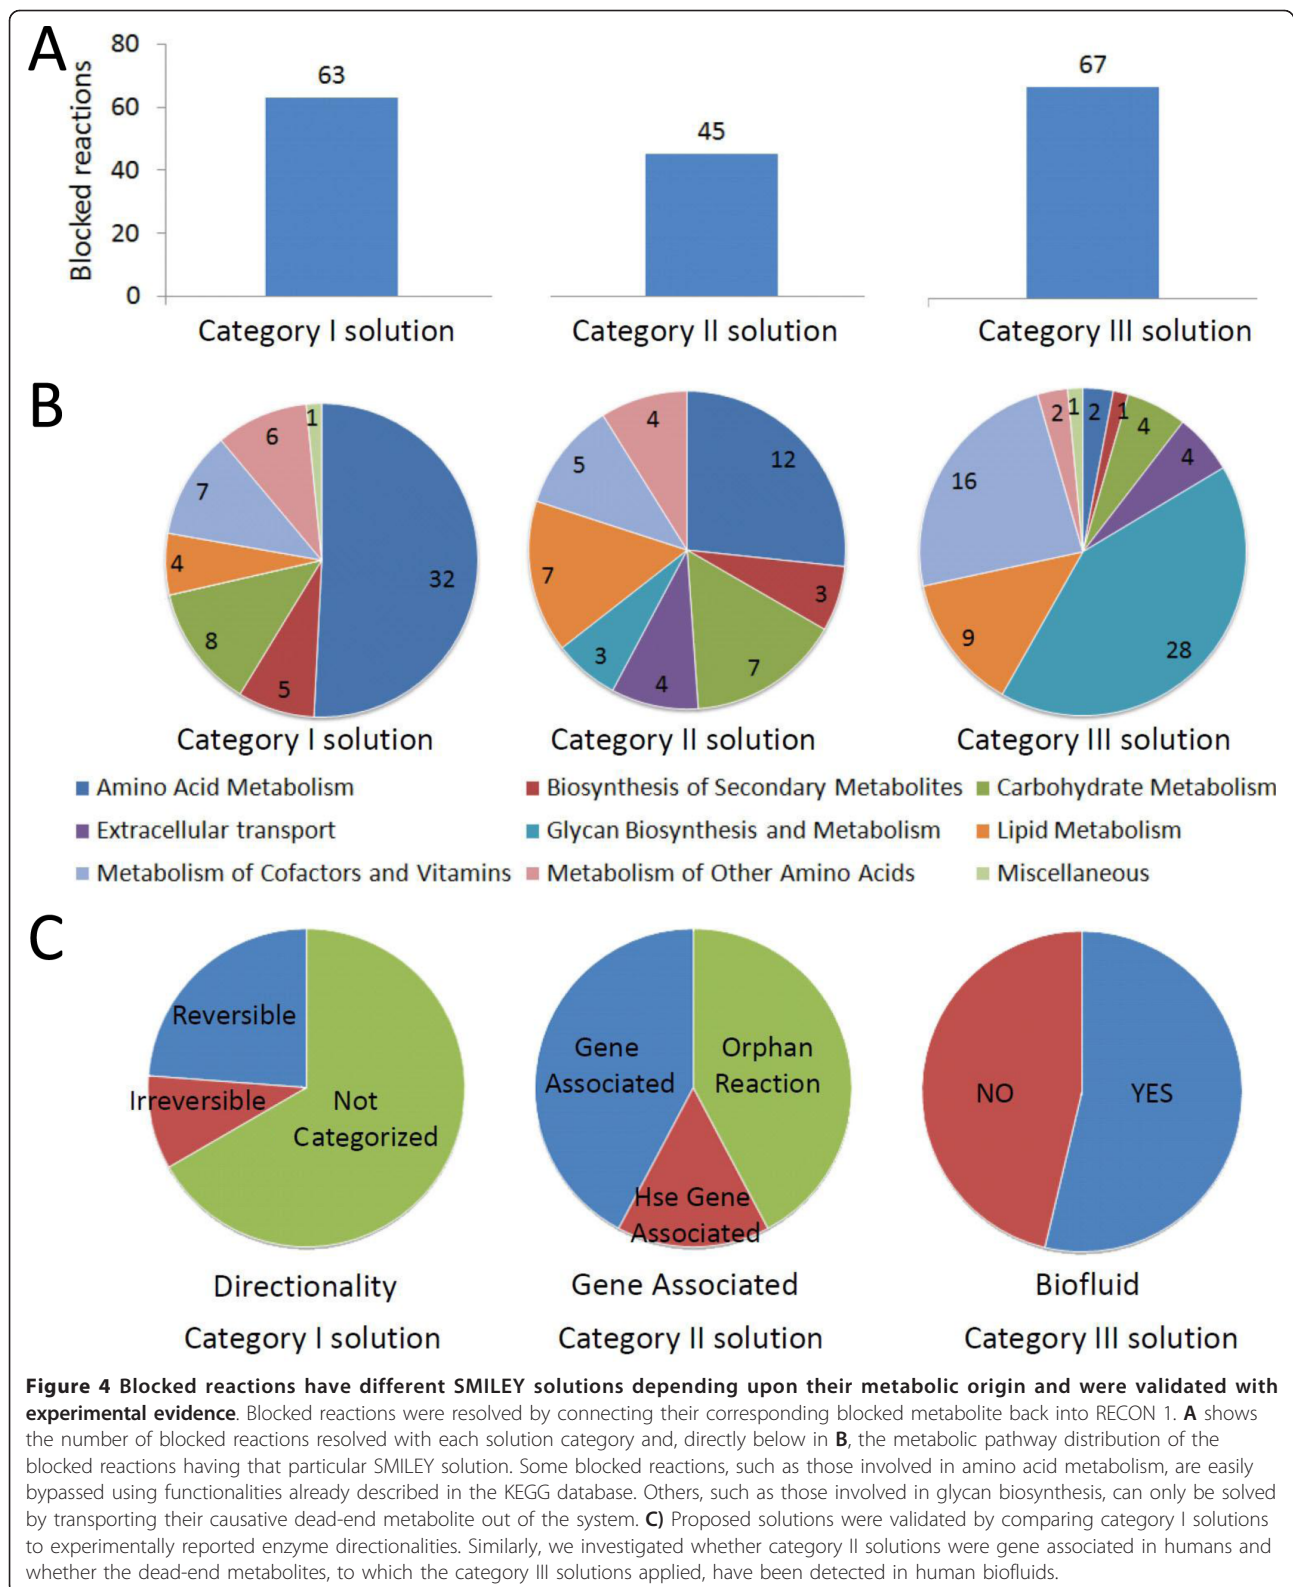 A
Blocked reactions
80
60
40
20
0
63
45
67
Category I solution
Category II solution
Category III solution
B
1
6
7
4
8
5
32
4
5
7
3
4
7
3
12
2
1
2
1
4
4
16
9
28
Category I solution
Category II solution
Category III solution
Amino Acid Metabolism
Biosynthesis of Secondary Metabolites
Carbohydrate Metabolism
Extracellular transport
Glycan Biosynthesis and Metabolism
Lipid Metabolism
Metabolism of Cofactors and Vitamins
Metabolism of Other Amino Acids
Miscellaneous
C
Reversible
Irreversible
Not
Categorized
Gene
Associated
Orphan
Reaction
Hse Gene
Associated
NO
YES
Directionality
Gene Associated
Biofluid
Category I solution
Category II solution
Category III solution
Figure 4 Blocked reactions have different SMILEY solutions depending upon their metabolic origin and were validated with
experimental evidence. Blocked reactions were resolved by connecting their corresponding blocked metabolite back into RECON 1. A shows
the number of blocked reactions resolved with each solution category and, directly below in B, the metabolic pathway distribution of the
blocked reactions having that particular SMILEY solution. Some blocked reactions, such as those involved in amino acid metabolism, are easily
bypassed using functionalities already described in the KEGG database. Others, such as those involved in glycan biosynthesis, can only be solved
by transporting their causative dead-end metabolite out of the system. C) Proposed solutions were validated by comparing category I solutions
to experimentally reported enzyme directionalities. Similarly, we investigated whether category II solutions were gene associated in humans and
whether the dead-end metabolites, to which the category III solutions applied, have been detected in human biofluids.